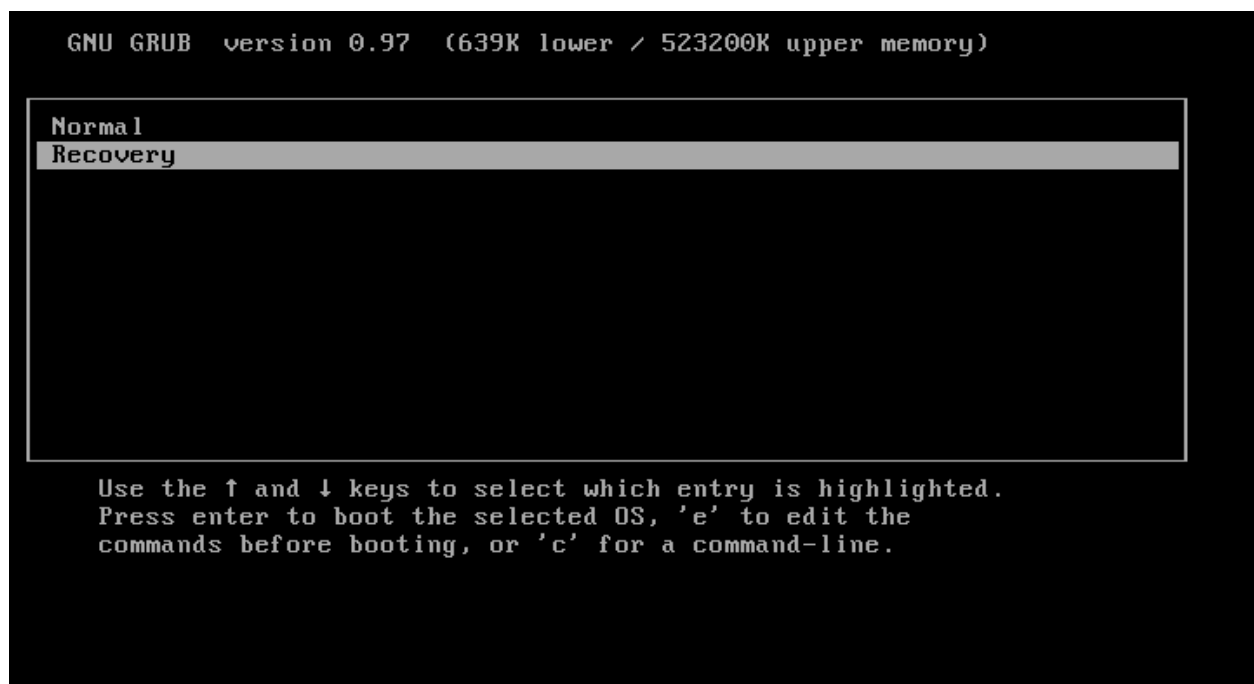 GNU GRUB  version 0.97  (639K lower / 523200K upper memory)
Normal
Recovery
Use the ↑ and ↓ keys to select which entry is highlighted.
Press enter to boot the selected OS, 'e' to edit the
commands before booting, or 'c' for a command-line.